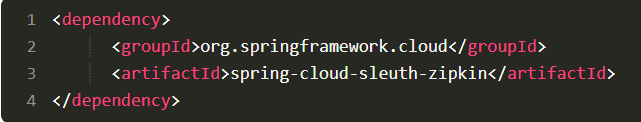 1 <dependency>
2 <groupId>org.springframework.cloud</groupId>
3 <artifactId>spring-cloud-sleuth-zipkin</artifactId>
4 </dependency>